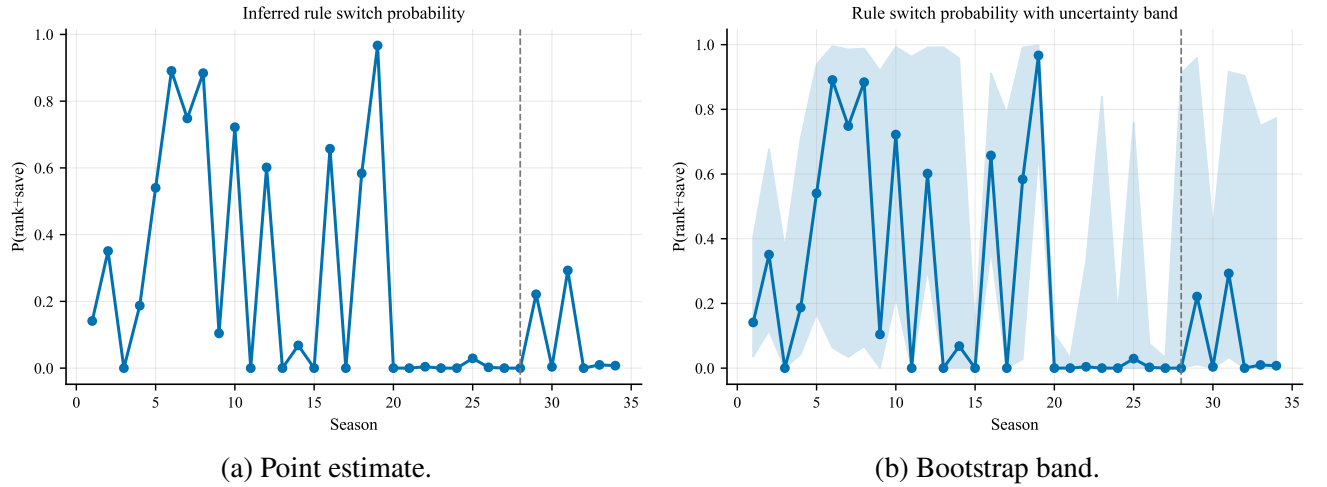 Inferred rule switch probability
P(rank+save)
1.0
0.8
0.6
0.4
0.2
0.0
0 5 10 15 20 25 30 35
Season
(a) Point estimate.
Rule switch probability with uncertainty band
P(rank+save)
1.0
0.8
0.6
0.4
0.2
0.0
0 5 10 15 20 25 30 35
Season
(b) Bootstrap band.